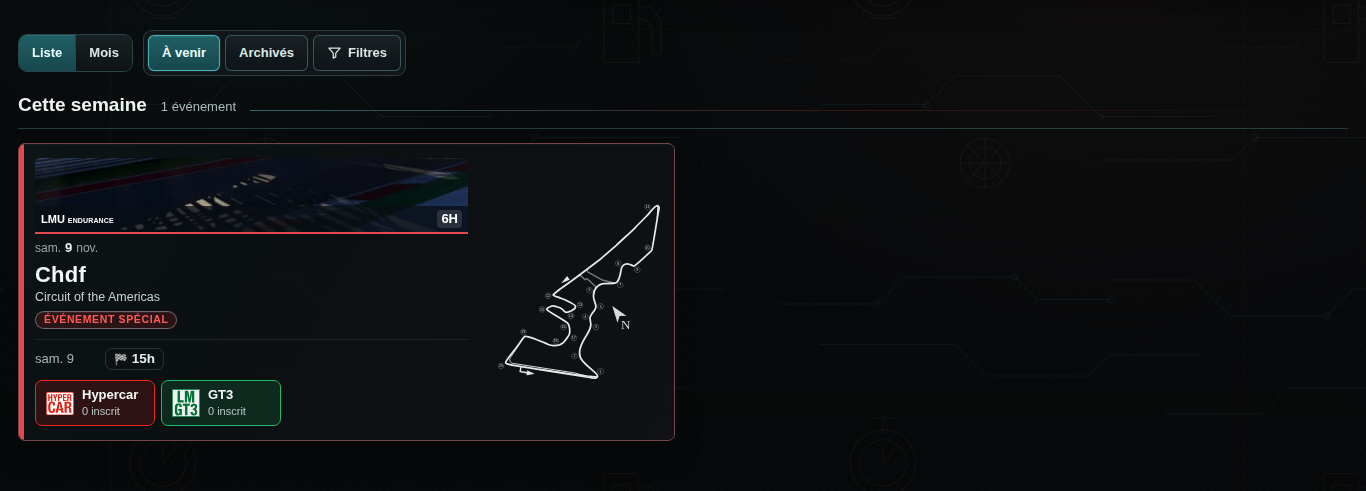 Liste Mois À venir Archivés Filtres
Cette semaine 1 événement
LMU ENDURANCE 6H
sam. 9 nov.
Chdf
Circuit of the Americas
ÉVÉNEMENT SPÉCIAL
sam. 9 15h
HYPER CAR Hypercar
0 inscrit
LM GT3 GT3
0 inscrit
N